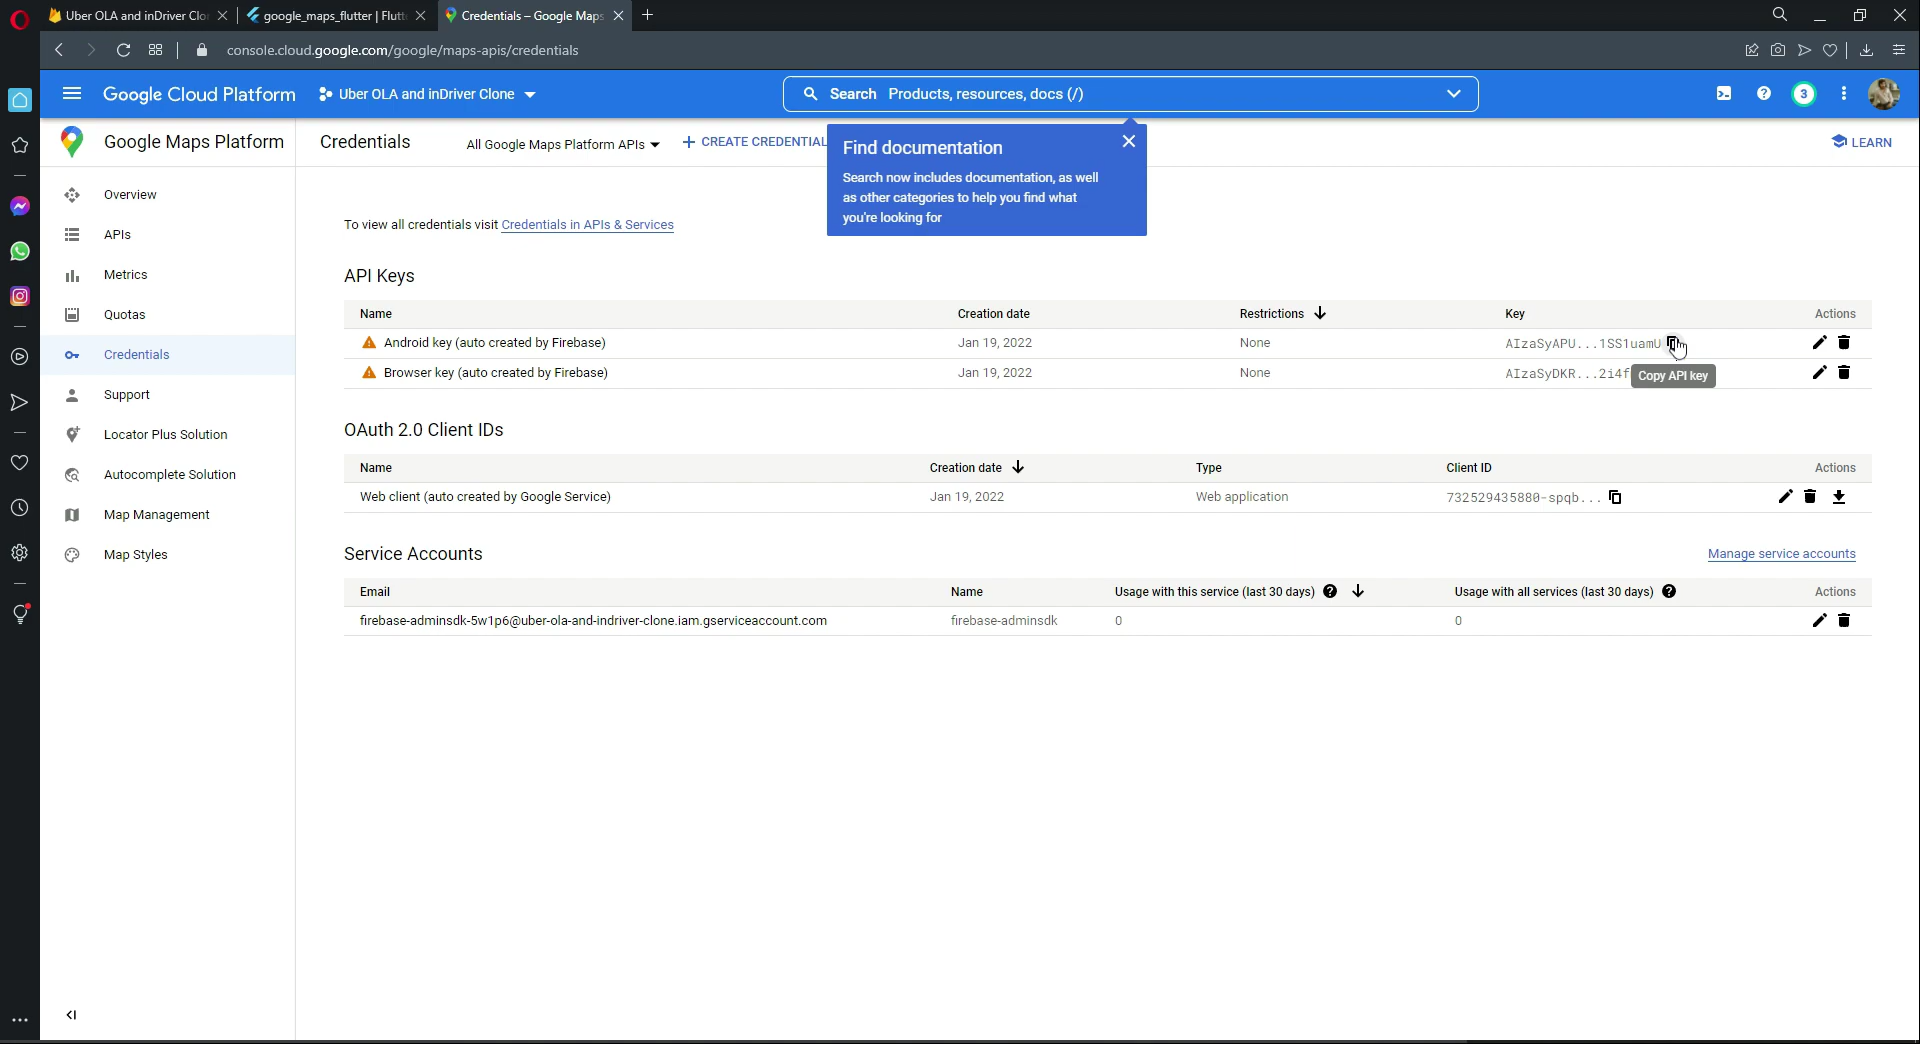 Uber OLA and inDriver Clo
google_maps_flutter | Flutt
Credentials – Google Maps
console.cloud.google.com/google/maps-apis/credentials
Google Cloud Platform
Uber OLA and inDriver Clone
Search Products, resources, docs (/)
3
Google Maps Platform
Credentials
All Google Maps Platform APIs
+ CREATE CREDENTIAL
LEARN
Find documentation
Search now includes documentation, as well
as other categories to help you find what
you're looking for
Overview
APIs
Metrics
Quotas
Credentials
Support
Locator Plus Solution
Autocomplete Solution
Map Management
Map Styles
To view all credentials visit Credentials in APIs & Services
API Keys
Name Creation date Restrictions Key Actions
Android key (auto created by Firebase) Jan 19, 2022 None AIzaSyAPU...1SS1uamU
Browser key (auto created by Firebase) Jan 19, 2022 None AIzaSyDKR...2i4f
Copy API key
OAuth 2.0 Client IDs
Name Creation date Type Client ID Actions
Web client (auto created by Google Service) Jan 19, 2022 Web application 732529435880-spqb...
Service Accounts
Manage service accounts
Email Name Usage with this service (last 30 days) Usage with all services (last 30 days) Actions
firebase-adminsdk-5w1p6@uber-ola-and-indriver-clone.iam.gserviceaccount.com firebase-adminsdk 0 0